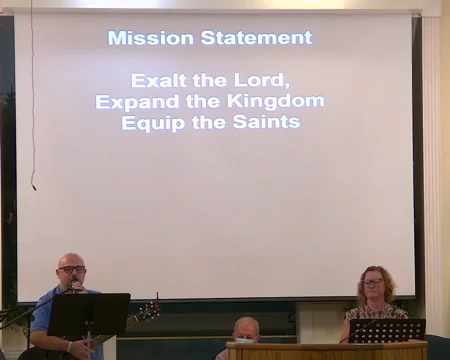 Mission Statement
Exalt the Lord,
Expand the Kingdom
Equip the Saints